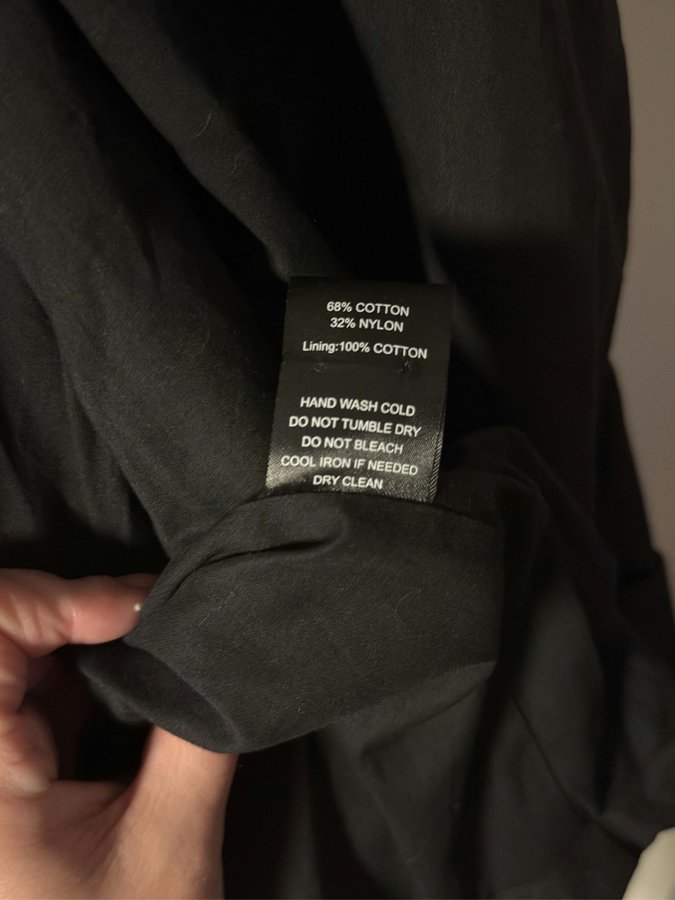 68% COTTON
32% NYLON
Lining:100% COTTON
HAND WASH COLD
DO NOT TUMBLE DRY
DO NOT BLEACH
COOL IRON IF NEEDED
DRY CLEAN